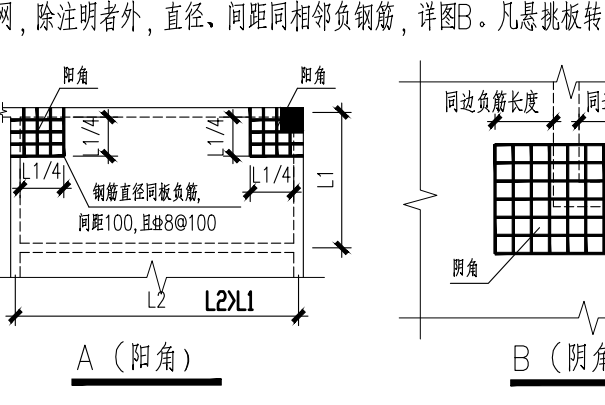 网，除注明者外，直径、间距同相邻负钢筋，详图B。凡悬挑板转
阳角
阳角
L1/4
L1/4
L1/4
L1/4
L1
钢筋直径同板负筋,
间距100,且⌀8@100
L2
L2>L1
A（阳角）
同边负筋长度
同
阴角
B（阴角